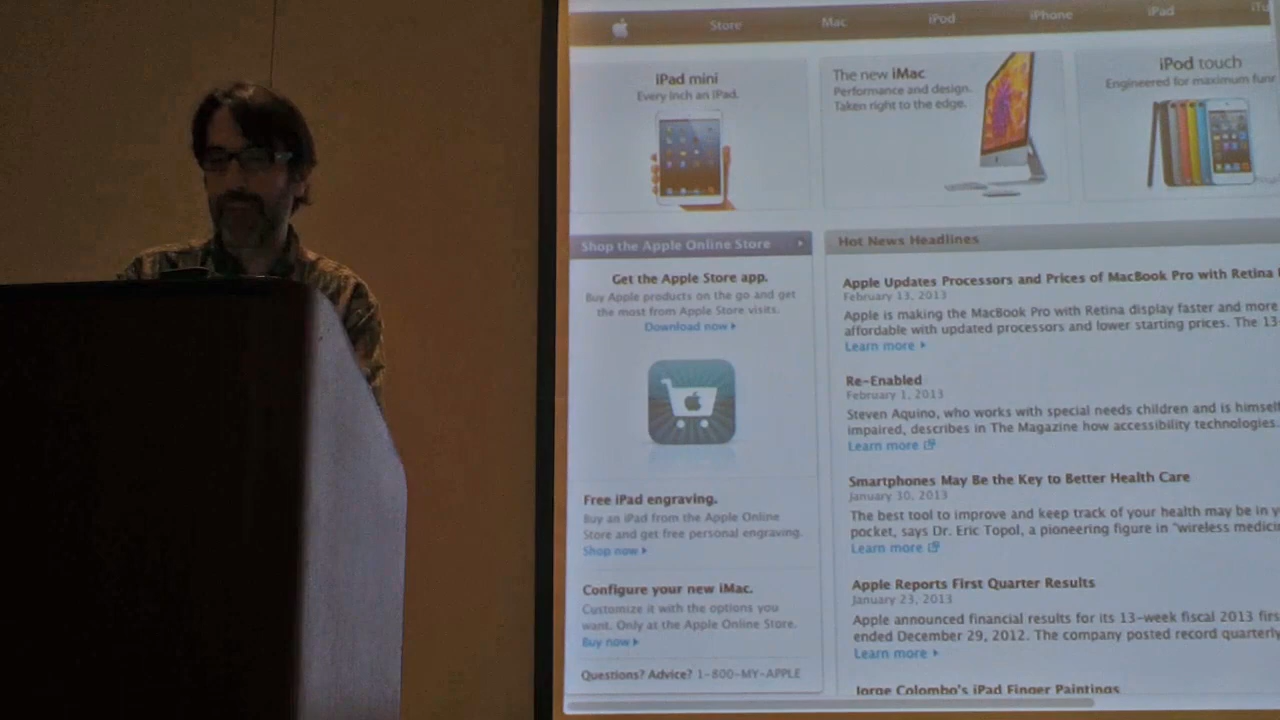 Store Mac iPod iPhone iPad
iPad mini
Every inch an iPad.
The new iMac
Performance and design.
Taken right to the edge.
iPod touch
Engineered for maximum
Shop the Apple Online Store
Get the Apple Store app.
Buy Apple products on the go and get
the most from Apple Store visits.
Download now
Free iPad engraving.
Buy an iPad from the Apple Online
Store and get free personal engraving.
Shop now
Configure your new iMac.
Customize it with the options you
want. Only at the Apple Online Store.
Buy now
Questions? Advice? 1-800-MY-APPLE
Hot News Headlines
Apple Updates Processors and Prices of MacBook Pro with Retina
February 13, 2013
Apple is making the MacBook Pro with Retina display faster and more
affordable with updated processors and lower starting prices. The 13
Learn more
Re-Enabled
February 1, 2013
Steven Aquino, who works with special needs children and is himself
impaired, describes in The Magazine how accessibility technologies
Learn more
Smartphones May Be the Key to Better Health Care
January 30, 2013
The best tool to improve and keep track of your health may be in
pocket, says Dr. Eric Topol, a pioneering figure in "wireless
Learn more
Apple Reports First Quarter Results
January 23, 2013
Apple announced financial results for its 13-week fiscal 2013
ended December 29, 2012. The company posted record quarterly
Learn more
Jorge Colombo's iPad Finger Paintings